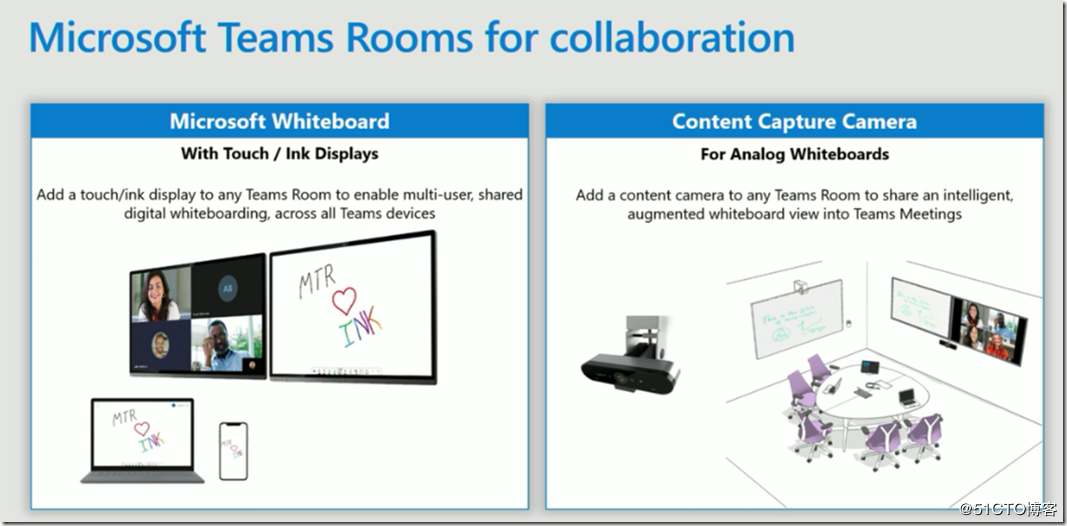 Microsoft Teams Rooms for collaboration
Microsoft Whiteboard
With Touch / Ink Displays
Add a touch/ink display to any Teams Room to enable multi-user, shared
digital whiteboarding, across all Teams devices
AB
MTR
INK
MTR
INK
MTR
INK
Content Capture Camera
For Analog Whiteboards
Add a content camera to any Teams Room to share an intelligent,
augmented whiteboard view into Teams Meetings
@51CTO博客